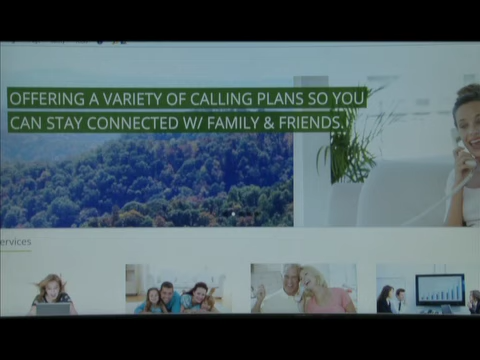 OFFERING A VARIETY OF CALLING PLANS SO YOU
CAN STAY CONNECTED W/ FAMILY & FRIENDS.
ervices